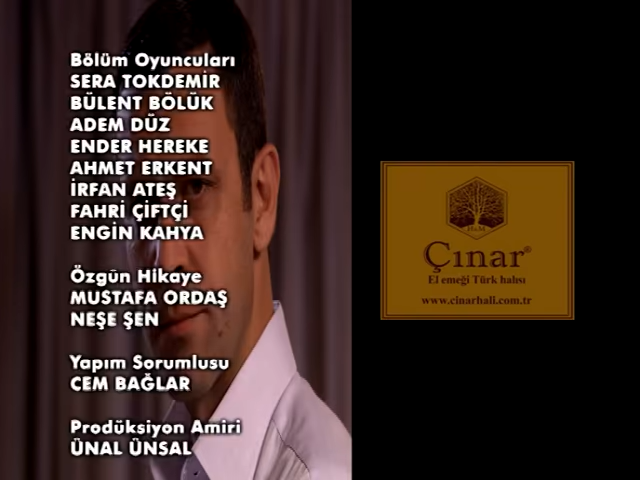 Bölüm Oyuncuları
SERA TOKDEMİR
BÜLENT BÖLÜK
ADEM DÜZ
ENDER HEREKE
AHMET ERKENT
İRFAN ATEŞ
FAHRİ ÇİFTÇİ
ENGİN KAHYA
Özgün Hikaye
MUSTAFA ORDAŞ
NEŞE ŞEN
Yapım Sorumlusu
CEM BAĞLAR
Prodüksiyon Amiri
ÜNAL ÜNSAL
H&M
Çınar®
El emeği Türk halısı
www.cinarhali.com.tr